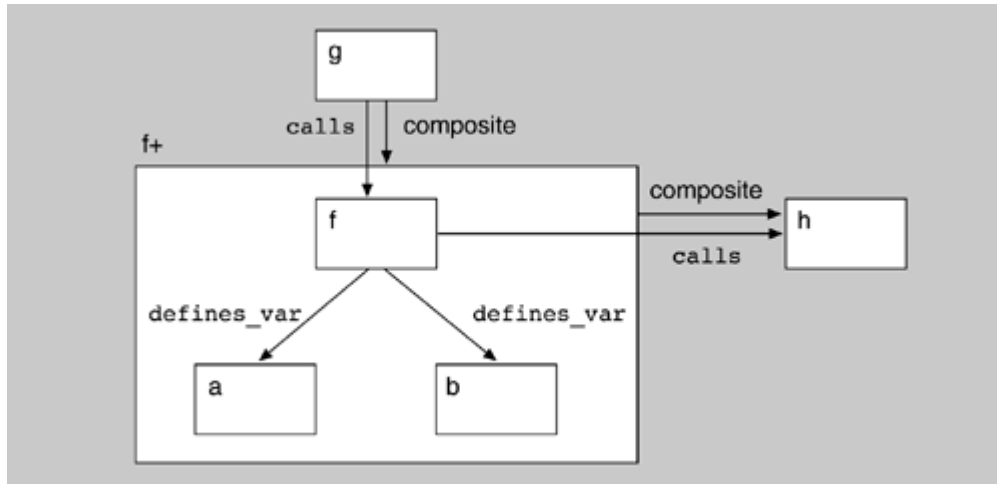 g
calls
composite
f+
composite
f
h
calls
defines_var
defines_var
a
b